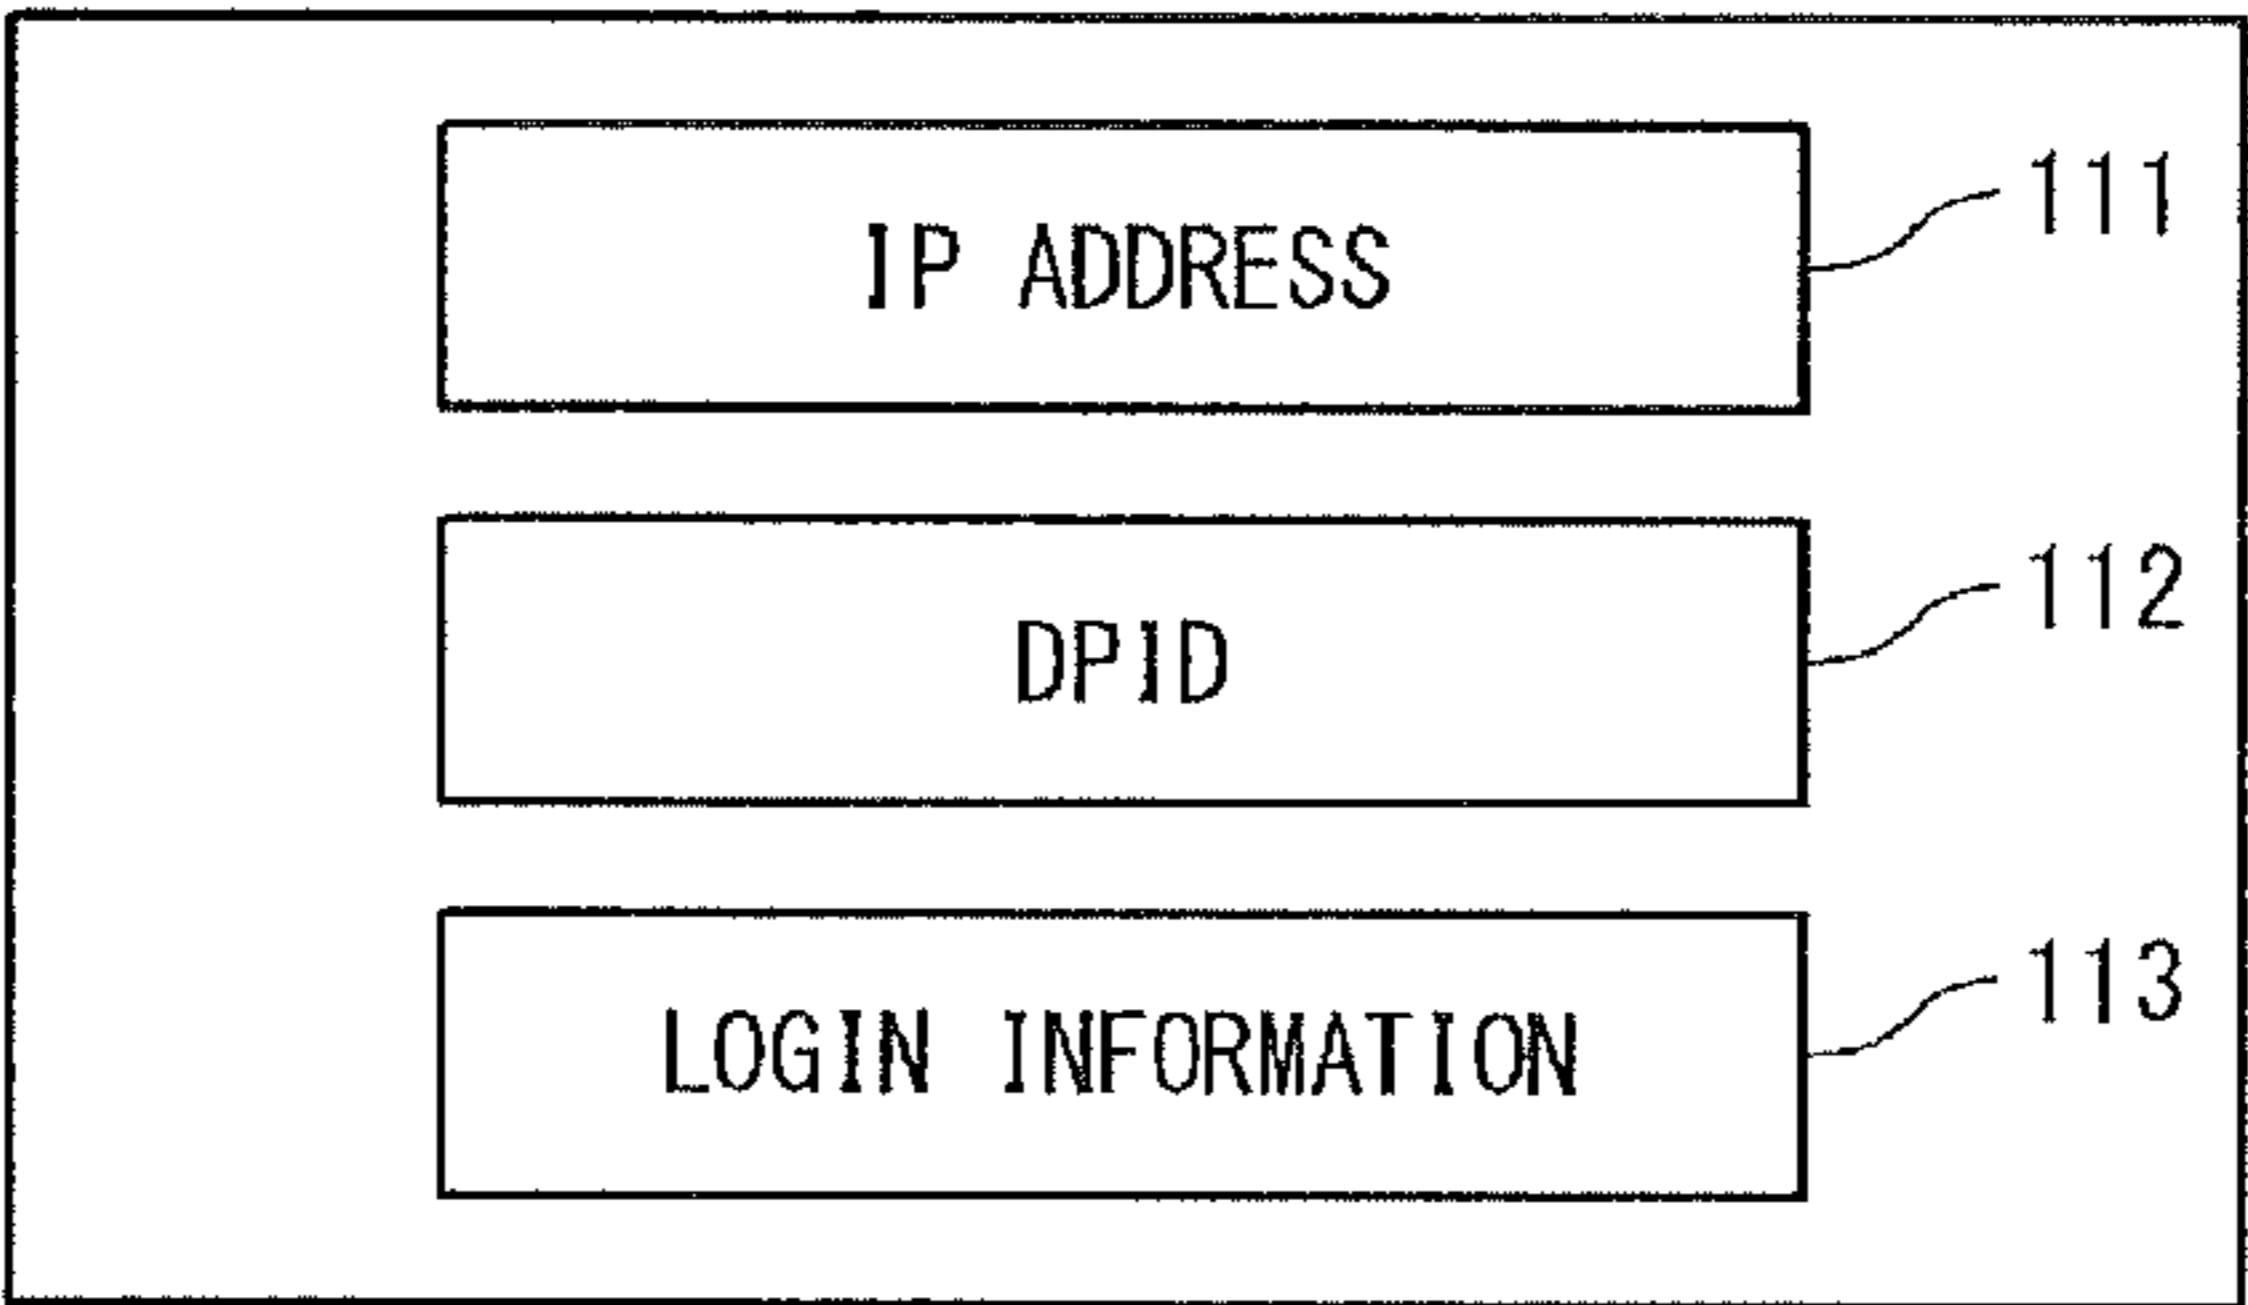 IP ADDRESS 111
DPID 112
LOGIN INFORMATION 113